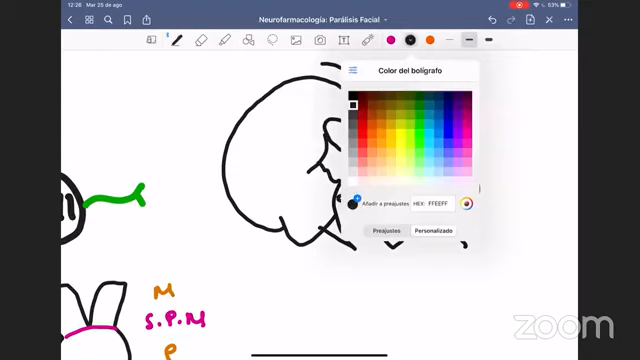 12:26 Mar 25 de ago
53%
Neurofarmacología: Parálisis Facial
Color del bolígrafo
Añadir a preajustes HEX: FFEEFF
Preajustes Personalizado
M
S.P.M
P
zoom